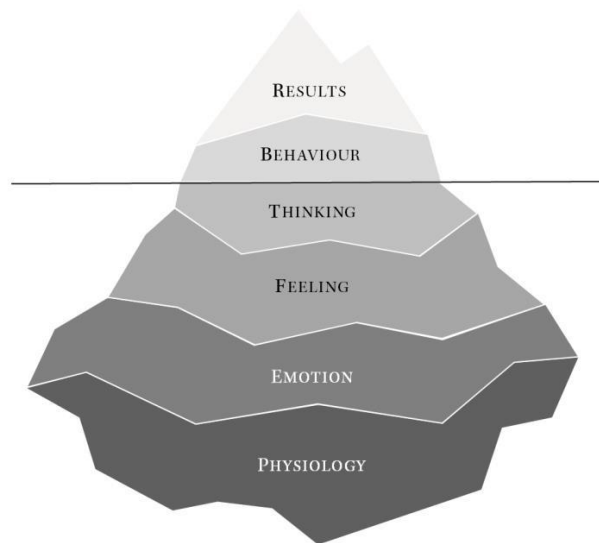 RESULTS
BEHAVIOUR
THINKING
FEELING
EMOTION
PHYSIOLOGY